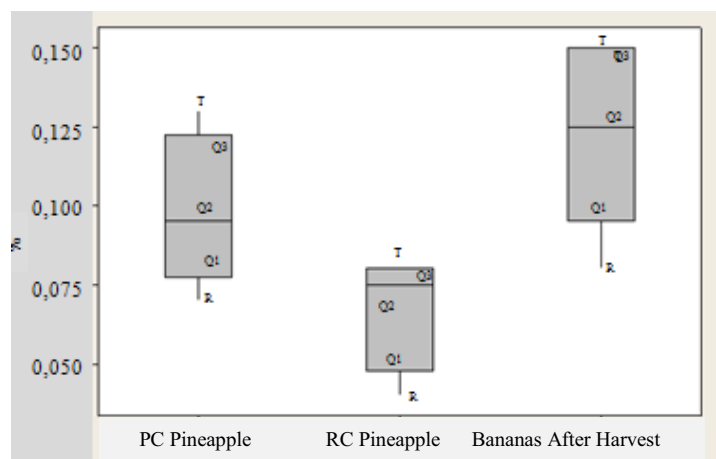 0,150
0,125
0,100
0,075
0,050
%
T
Q3
Q2
Q1
R
T
Q3
Q2
Q1
R
T
Q3
Q2
Q1
R
PC Pineapple
RC Pineapple
Bananas After Harvest